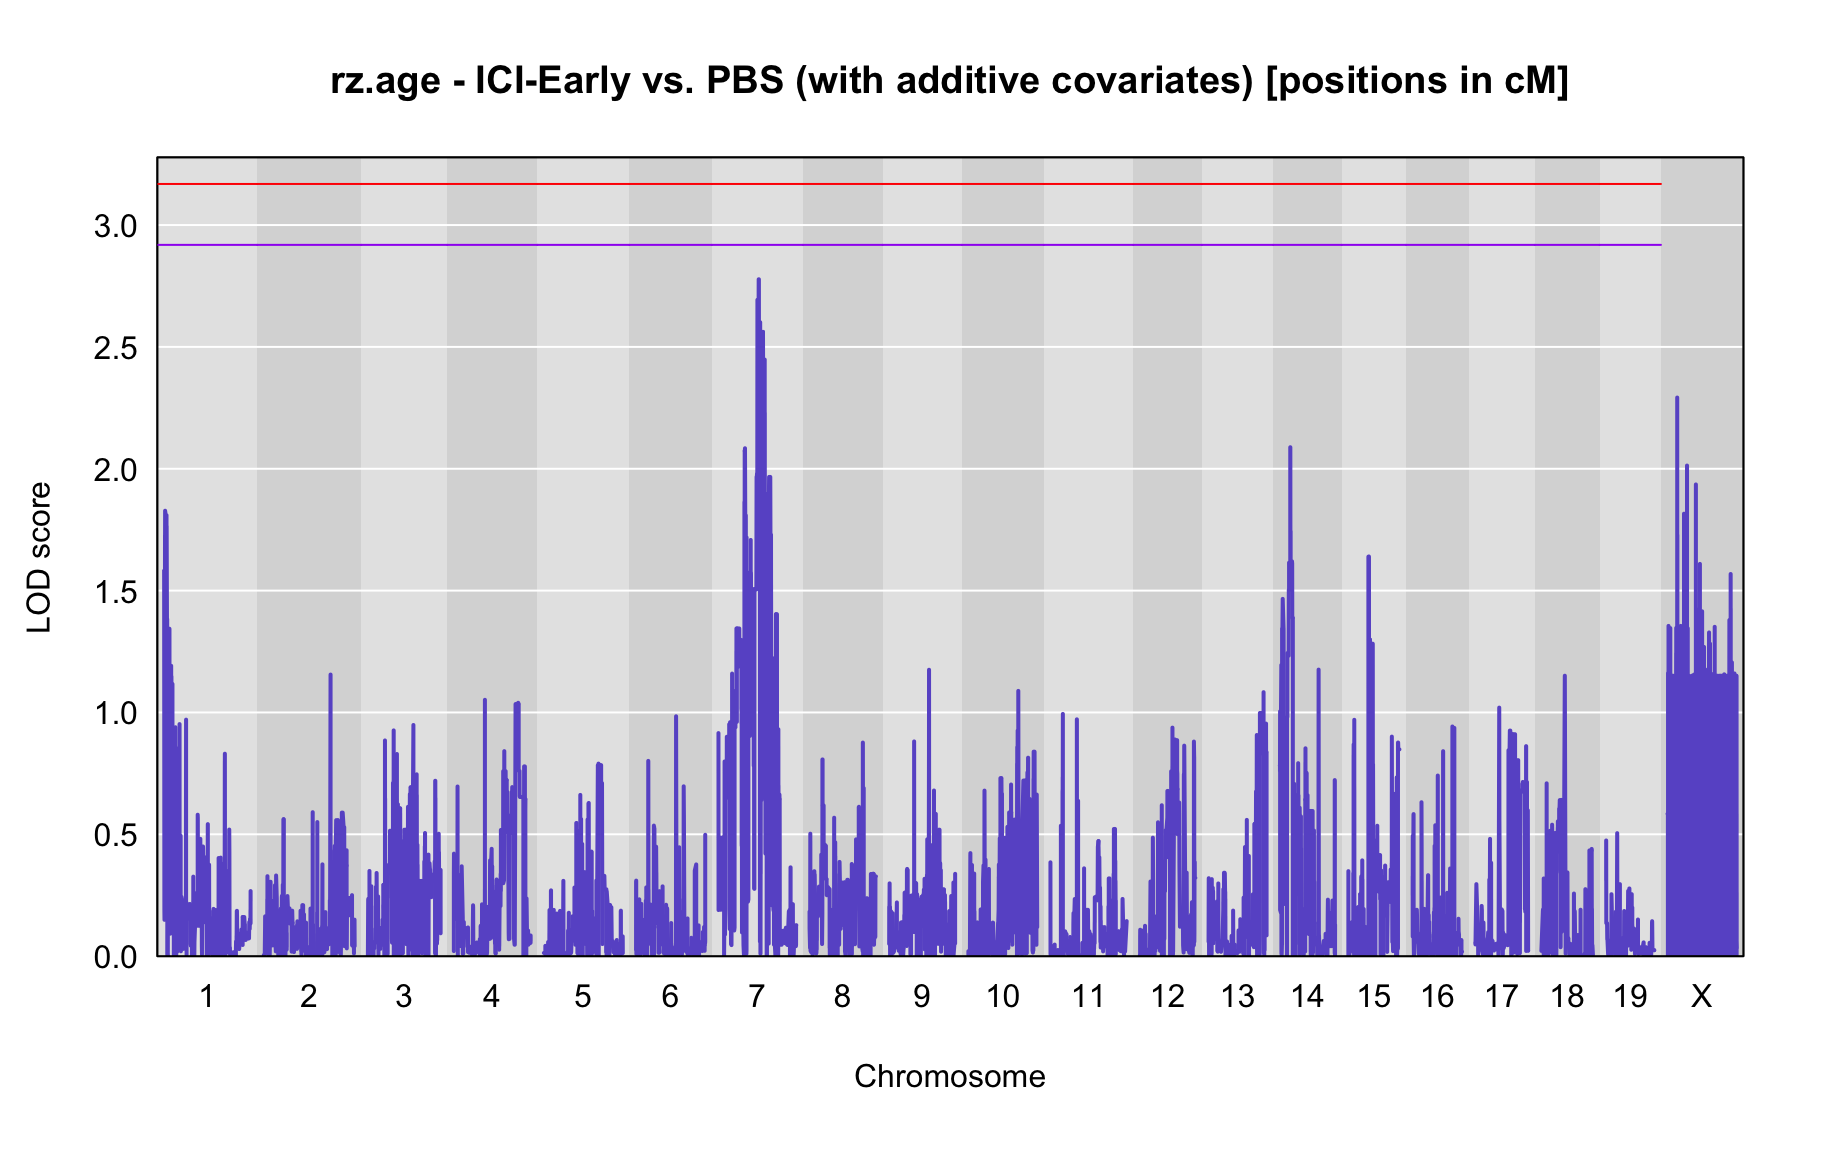 rz.age - ICI-Early vs. PBS (with additive covariates) [positions in cM]
LOD score
3.0
2.5
2.0
1.5
1.0
0.5
0.0
1 2 3 4 5 6 7 8 9 10 11 12 13 14 15 16 17 18 19 X
Chromosome